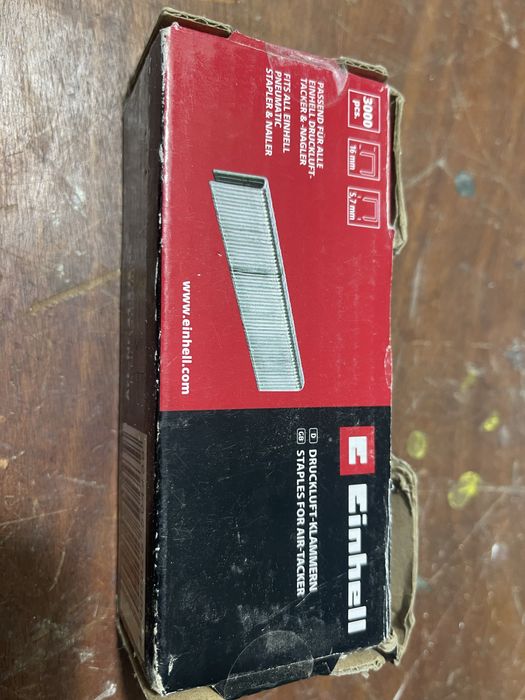 Einhell
D DRUCKLUFT-KLAMMERN
GB STAPLES FOR AIR-TACKER
3000
pcs.
16 mm
5,7 mm
PASSEND FÜR ALLE
EINHELL DRUCKLUFT-
TACKER & -NAGLER
FITS ALL EINHELL
PNEUMATIC
STAPLER & NAILER
www.einhell.com